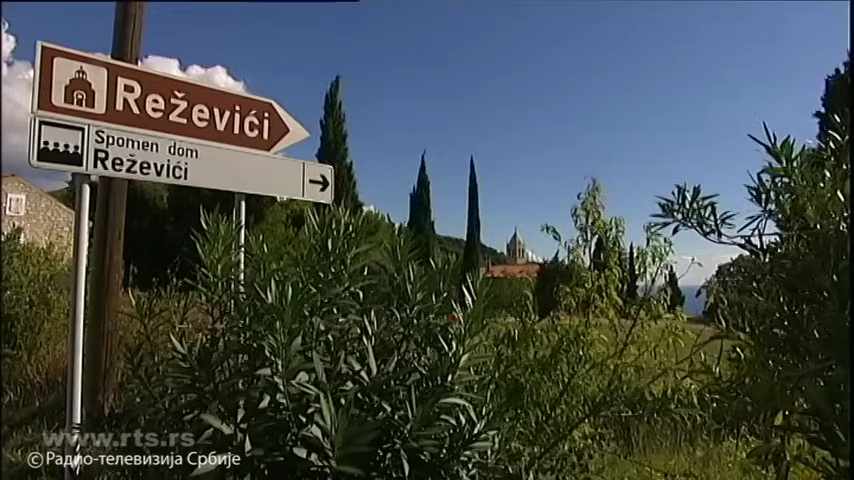 Reževići
Spomen dom
Reževići
www.rts.rs
© Радио-телевизија Србије